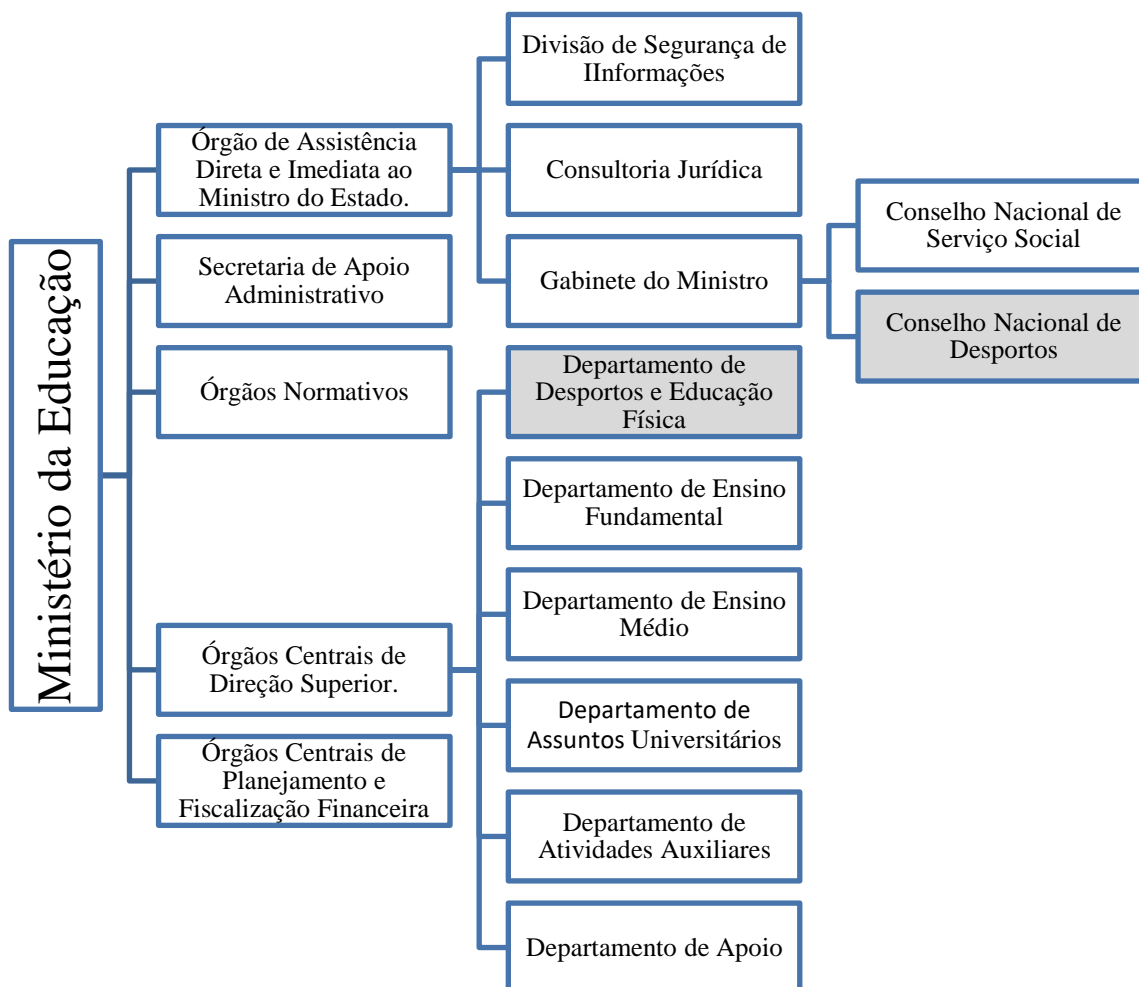 Ministério da Educação
Órgão de Assistência
Direta e Imediata ao
Ministro do Estado.
Secretaria de Apoio
Administrativo
Órgãos Normativos
Órgãos Centrais de
Direção Superior.
Órgãos Centrais de
Planejamento e
Fiscalização Financeira
Divisão de Segurança de
IInformações
Consultoria Jurídica
Gabinete do Ministro
Departamento de
Desportos e Educação
Física
Departamento de Ensino
Fundamental
Departamento de Ensino
Médio
Departamento de
Assuntos Universitários
Departamento de
Atividades Auxiliares
Departamento de Apoio
Conselho Nacional de
Serviço Social
Conselho Nacional de
Desportos